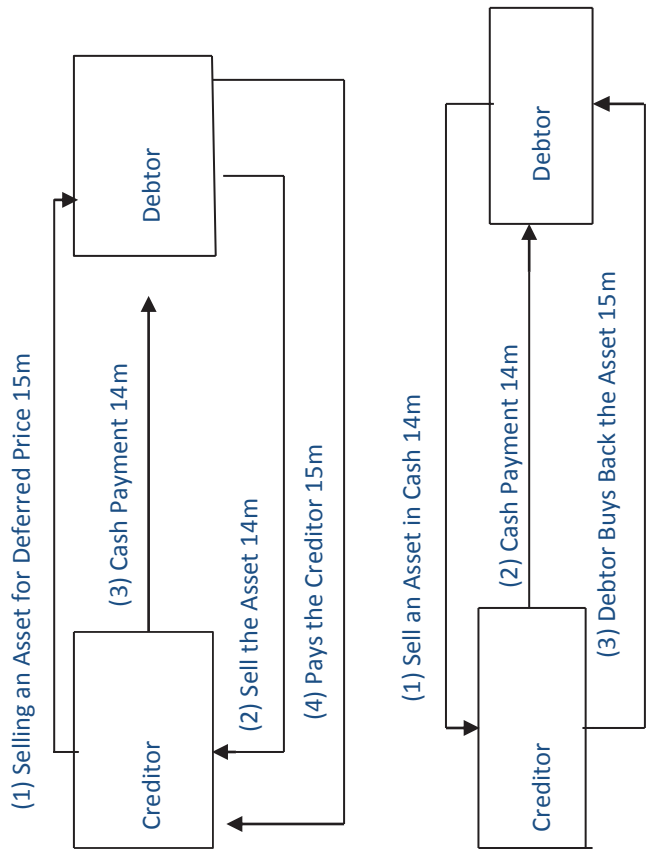 (1) Selling an Asset for Deferred Price 15m
Creditor
(3) Cash Payment 14m
Debtor
(2) Sell the Asset 14m
(4) Pays the Creditor 15m
(1) Sell an Asset in Cash 14m
Creditor
(2) Cash Payment 14m
Debtor
(3) Debtor Buys Back the Asset 15m